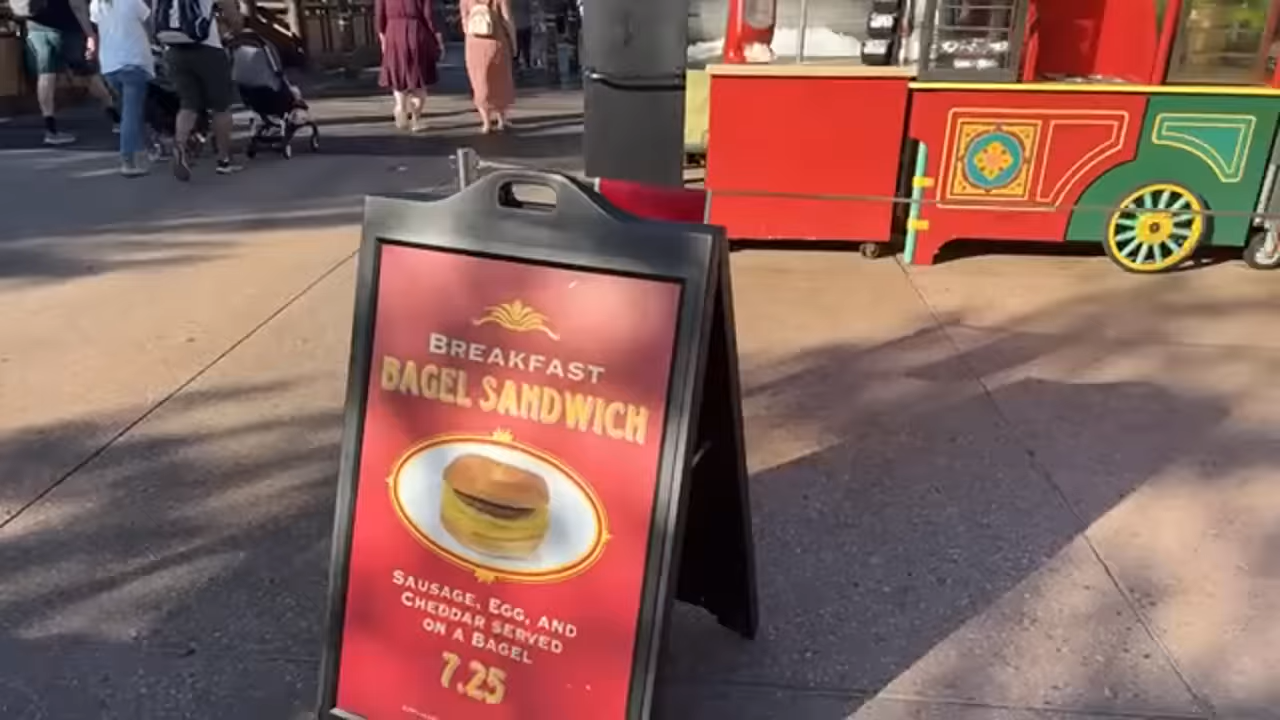 BREAKFAST
BAGEL SANDWICH
SAUSAGE, EGG, AND
CHEDDAR SERVED
ON A BAGEL
7.25